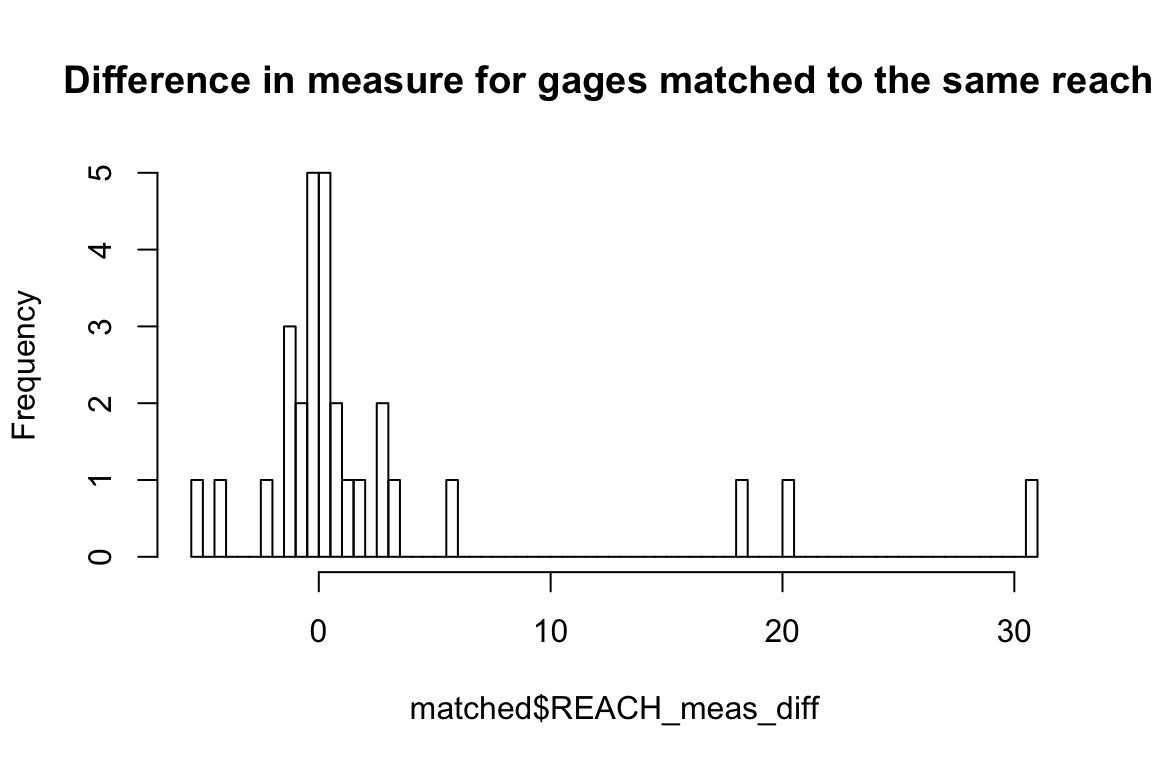 Difference in measure for gages matched to the same reach
Frequency
5
4
3
2
1
0
0 10 20 30
matched$REACH_meas_diff